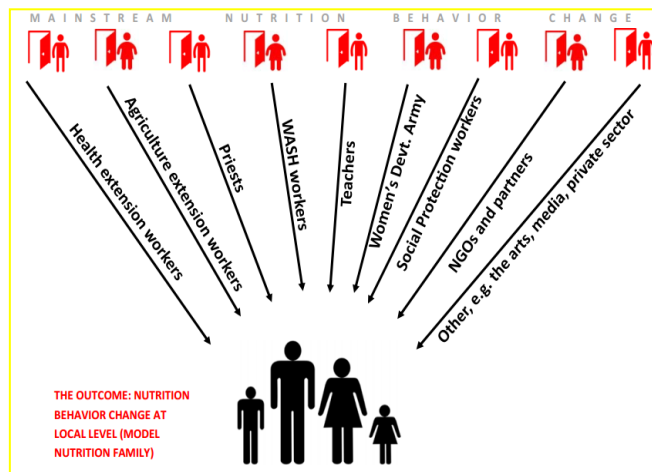 MAINSTREAM NUTRITION BEHAVIOR CHANGE
Health extension workers
Agriculture extension workers
Priests
WASH workers
Teachers
Women's Devt. Army
Social Protection workers
NGOs and partners
Other, e.g. the arts, media, private sector
THE OUTCOME: NUTRITION
BEHAVIOR CHANGE AT
LOCAL LEVEL (MODEL
NUTRITION FAMILY)